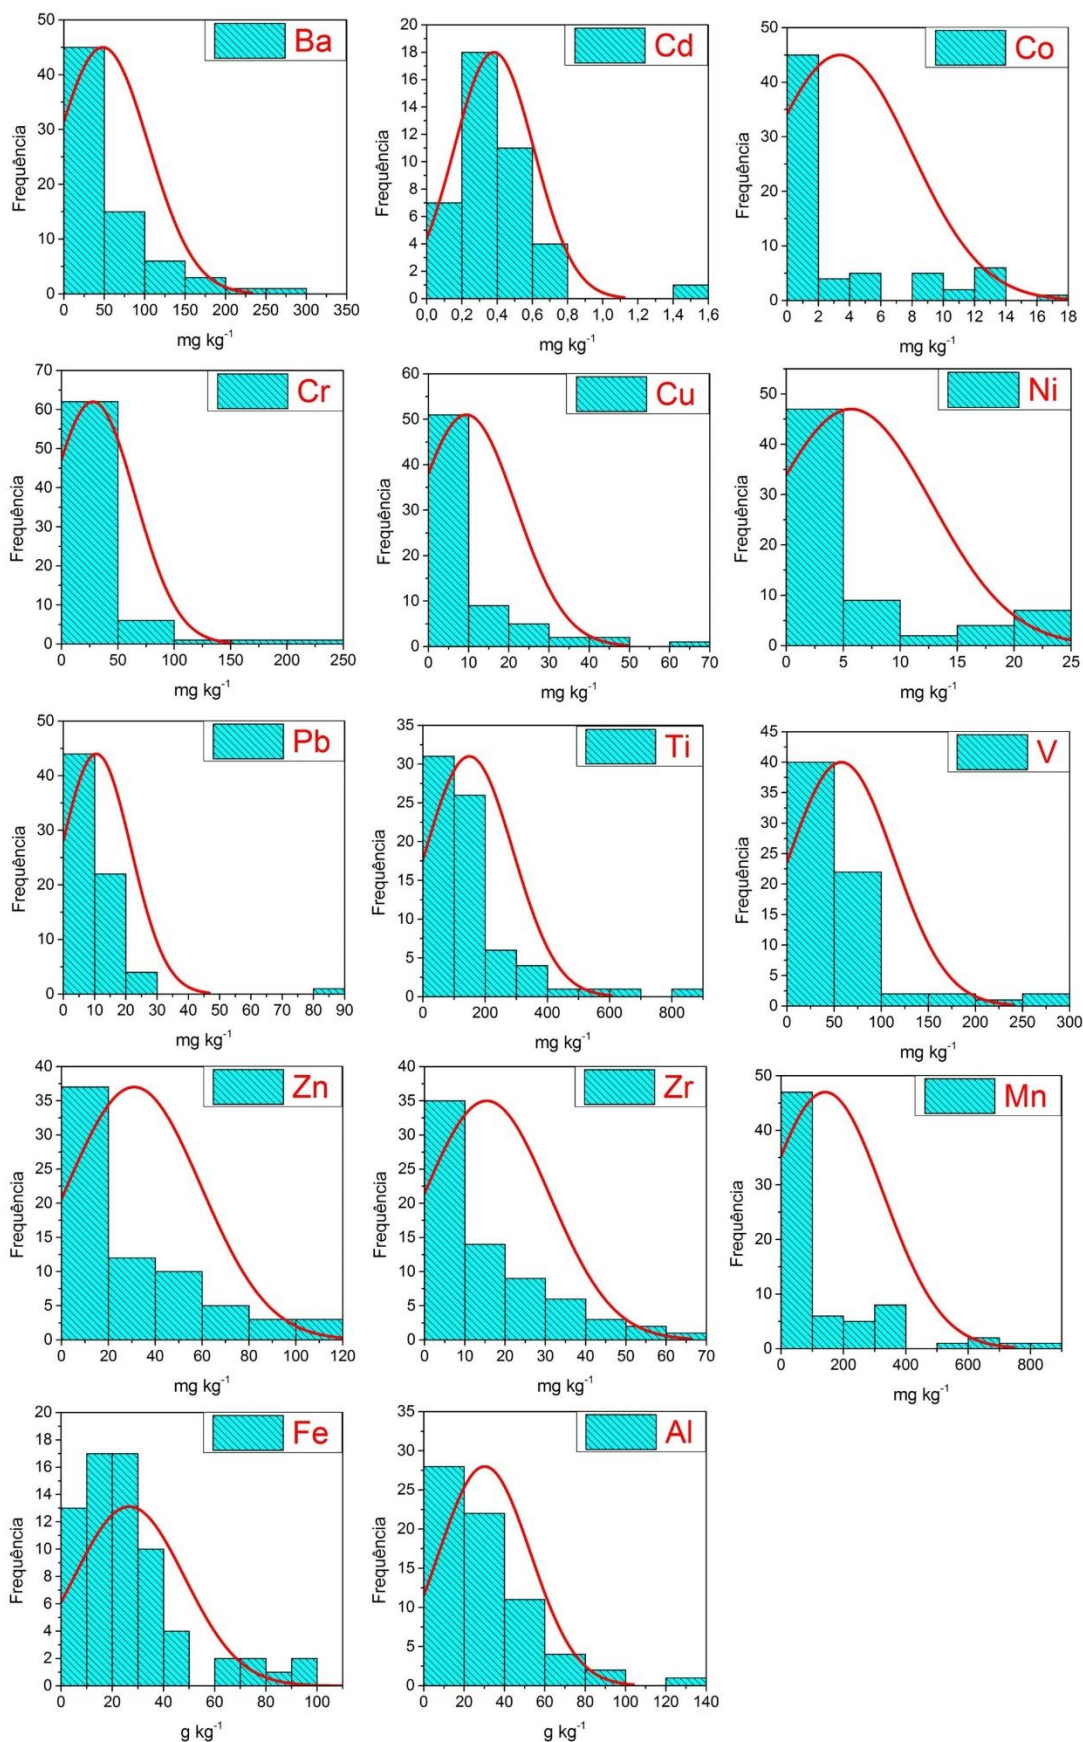 Ba
Frequência
50
40
30
20
10
0
0 50 100 150 200 250 300 350
mg kg-1
Cd
Frequência
20
18
16
14
12
10
8
6
4
2
0
0,0 0,2 0,4 0,6 0,8 1,0 1,2 1,4 1,6
mg kg-1
Co
Frequência
50
40
30
20
10
0
0 2 4 6 8 10 12 14 16 18
mg kg-1
Cr
Frequência
70
60
50
40
30
20
10
0
0 50 100 150 200 250
mg kg-1
Cu
Frequência
60
50
40
30
20
10
0
0 10 20 30 40 50 60 70
mg kg-1
Ni
Frequência
50
40
30
20
10
0
0 5 10 15 20 25
mg kg-1
Pb
Frequência
50
40
30
20
10
0
0 10 20 30 40 50 60 70 80 90
mg kg-1
Ti
Frequência
35
30
25
20
15
10
5
0
0 200 400 600 800
mg kg-1
V
Frequência
45
40
35
30
25
20
15
10
5
0
0 50 100 150 200 250 300
mg kg-1
Zn
Frequência
40
35
30
25
20
15
10
5
0
0 20 40 60 80 100 120
mg kg-1
Zr
Frequência
40
35
30
25
20
15
10
5
0
0 10 20 30 40 50 60 70
mg kg-1
Mn
Frequência
50
40
30
20
10
0
0 200 400 600 800
mg kg-1
Fe
Frequência
20
18
16
14
12
10
8
6
4
2
0
0 20 40 60 80 100
g kg-1
Al
Frequência
35
30
25
20
15
10
5
0
0 20 40 60 80 100 120 140
g kg-1